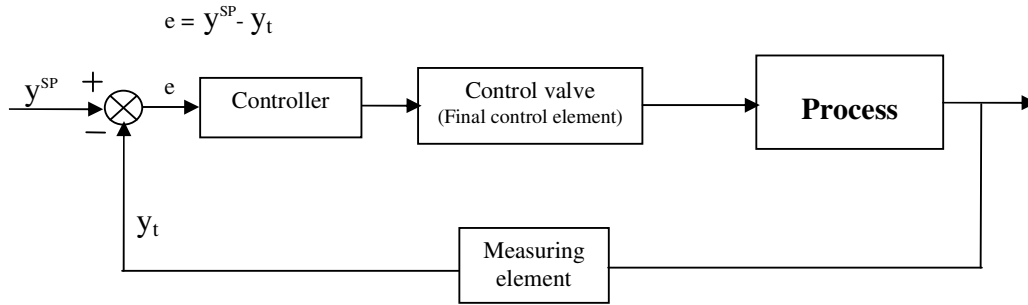 e = y^SP - y_t
y^SP
+
−
e
Controller
Control valve
(Final control element)
Process
y_t
Measuring
element